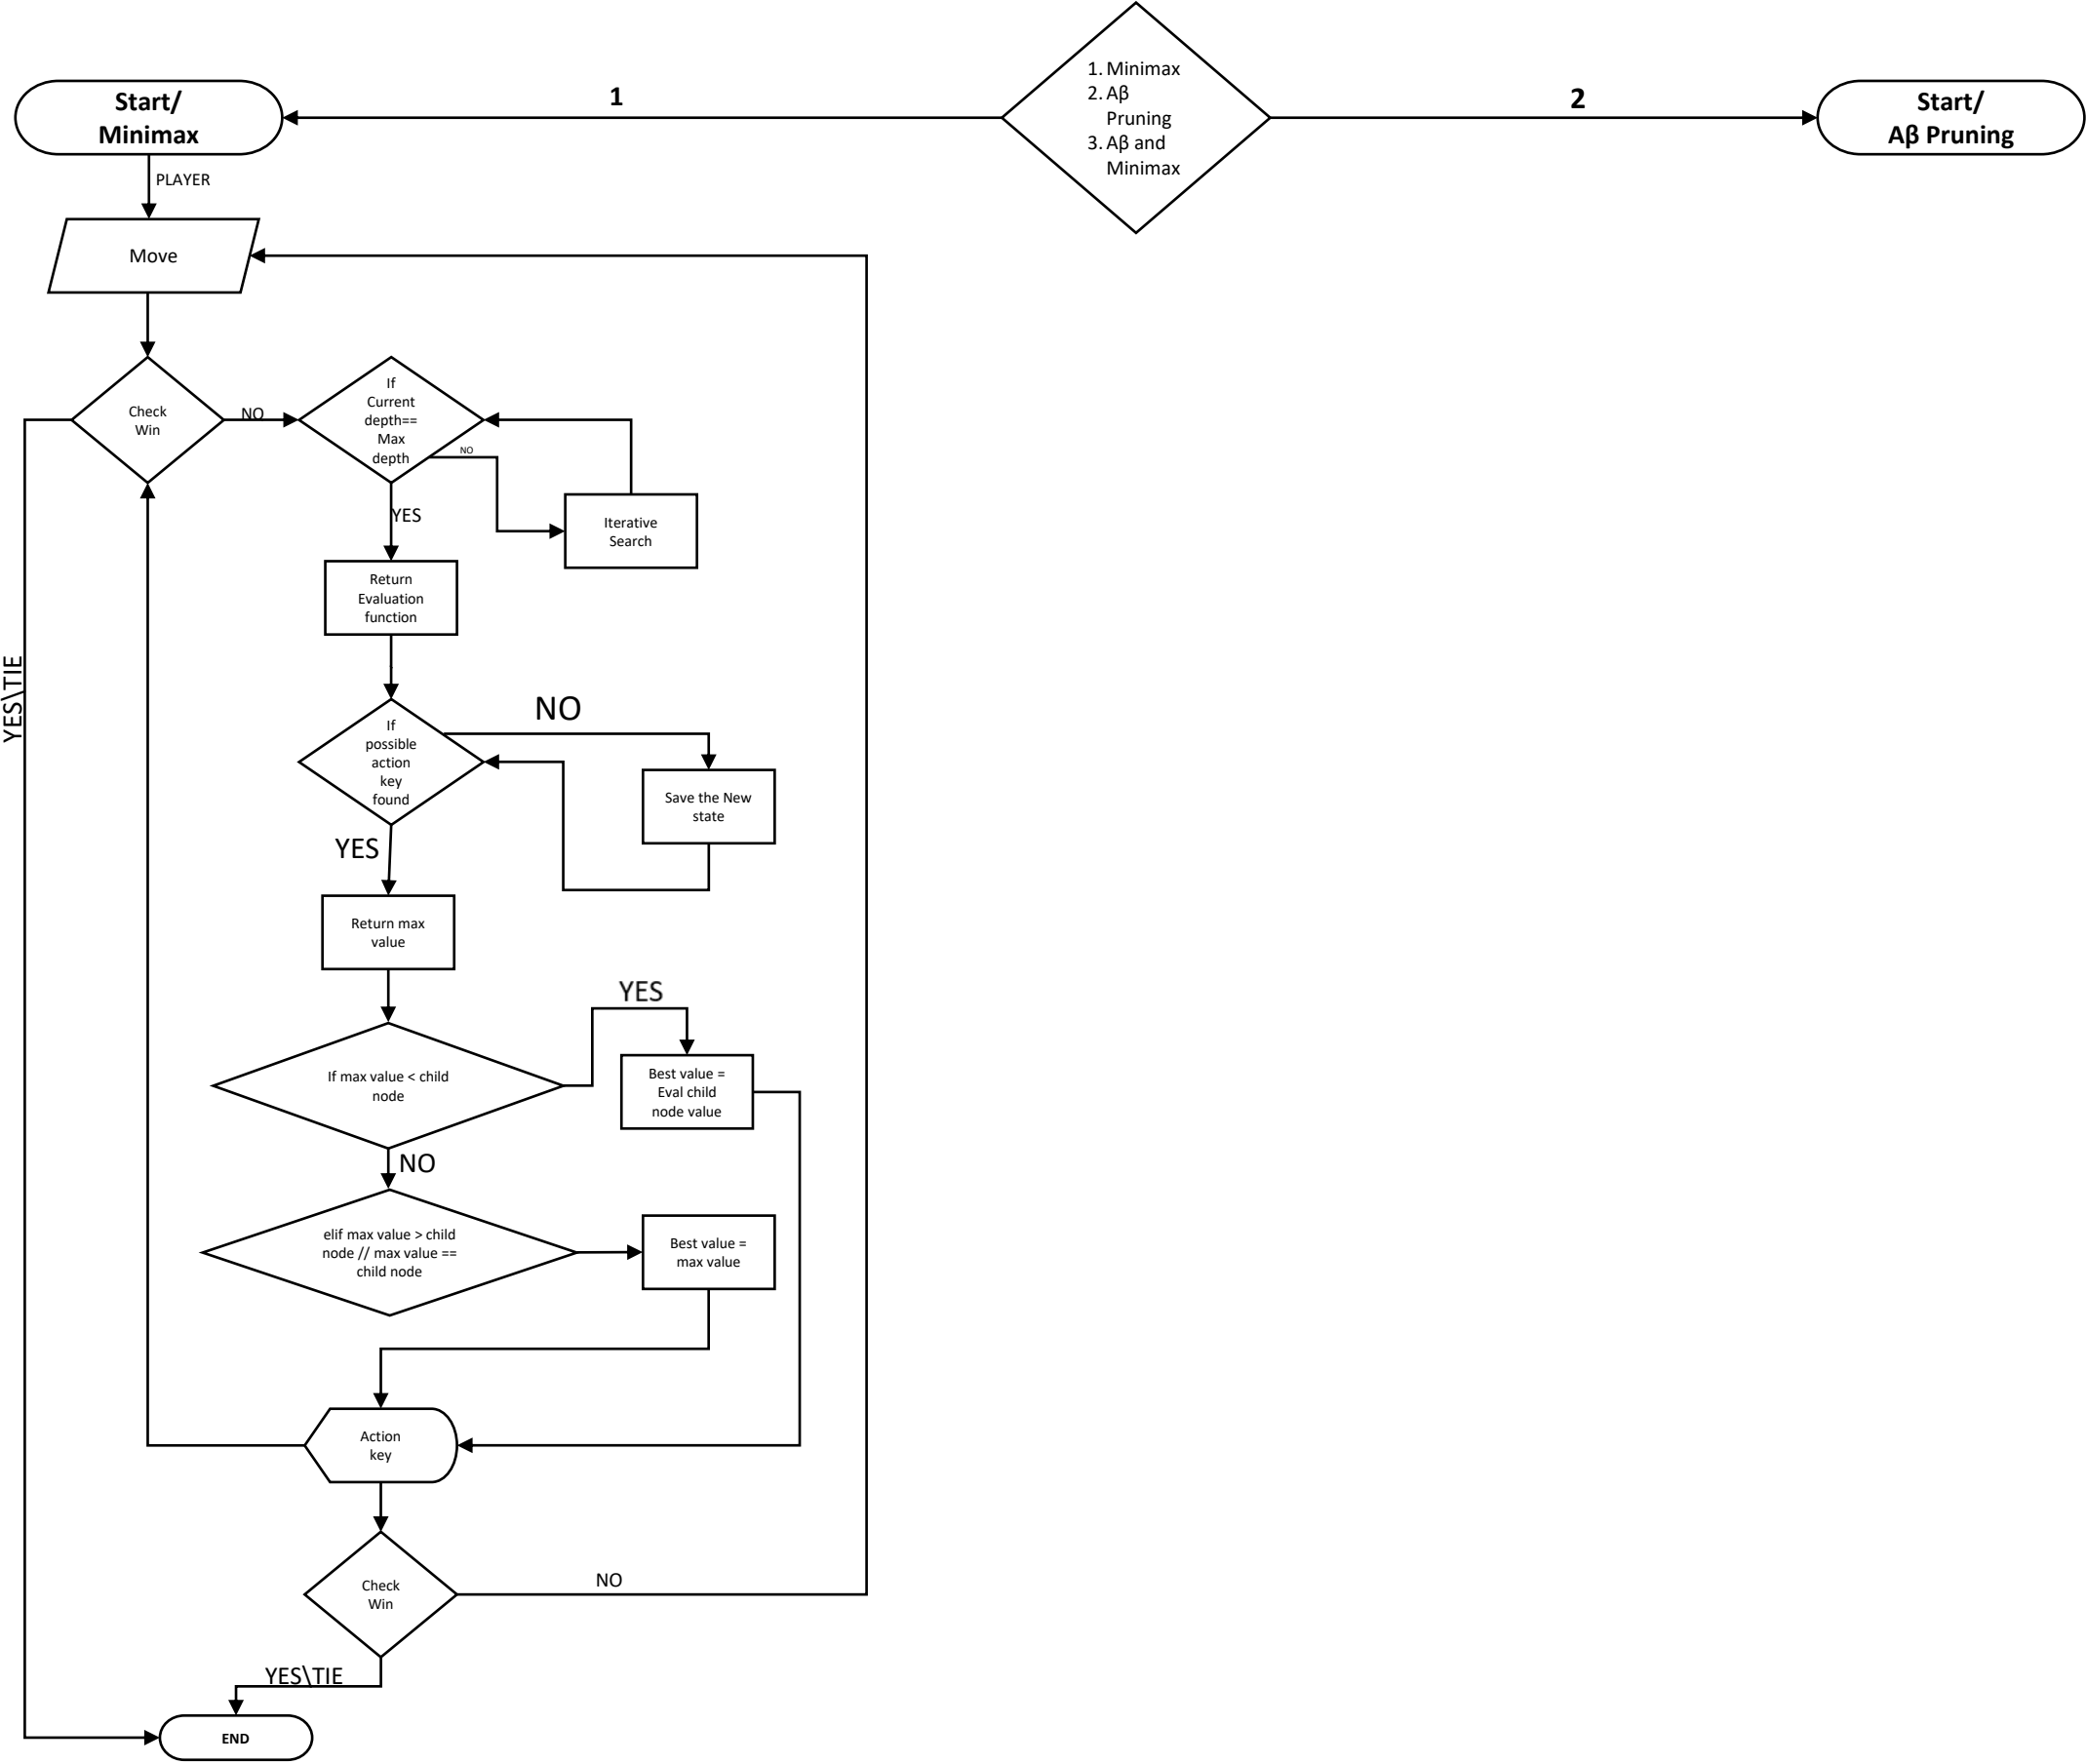 1. Minimax
2. Aβ
Pruning
3. Aβ and
Minimax
1
2
Start/
Minimax
Start/
Aβ Pruning
PLAYER
Move
Check
Win
NO
If
Current
depth==
Max
depth
NO
Iterative
Search
YES
Return
Evaluation
function
YES\TIE
If
possible
action
key
found
NO
Save the New
state
YES
Return max
value
YES
If max value < child
node
Best value =
Eval child
node value
NO
elif max value > child
node // max value ==
child node
Best value =
max value
Action
key
Check
Win
NO
YES\TIE
END